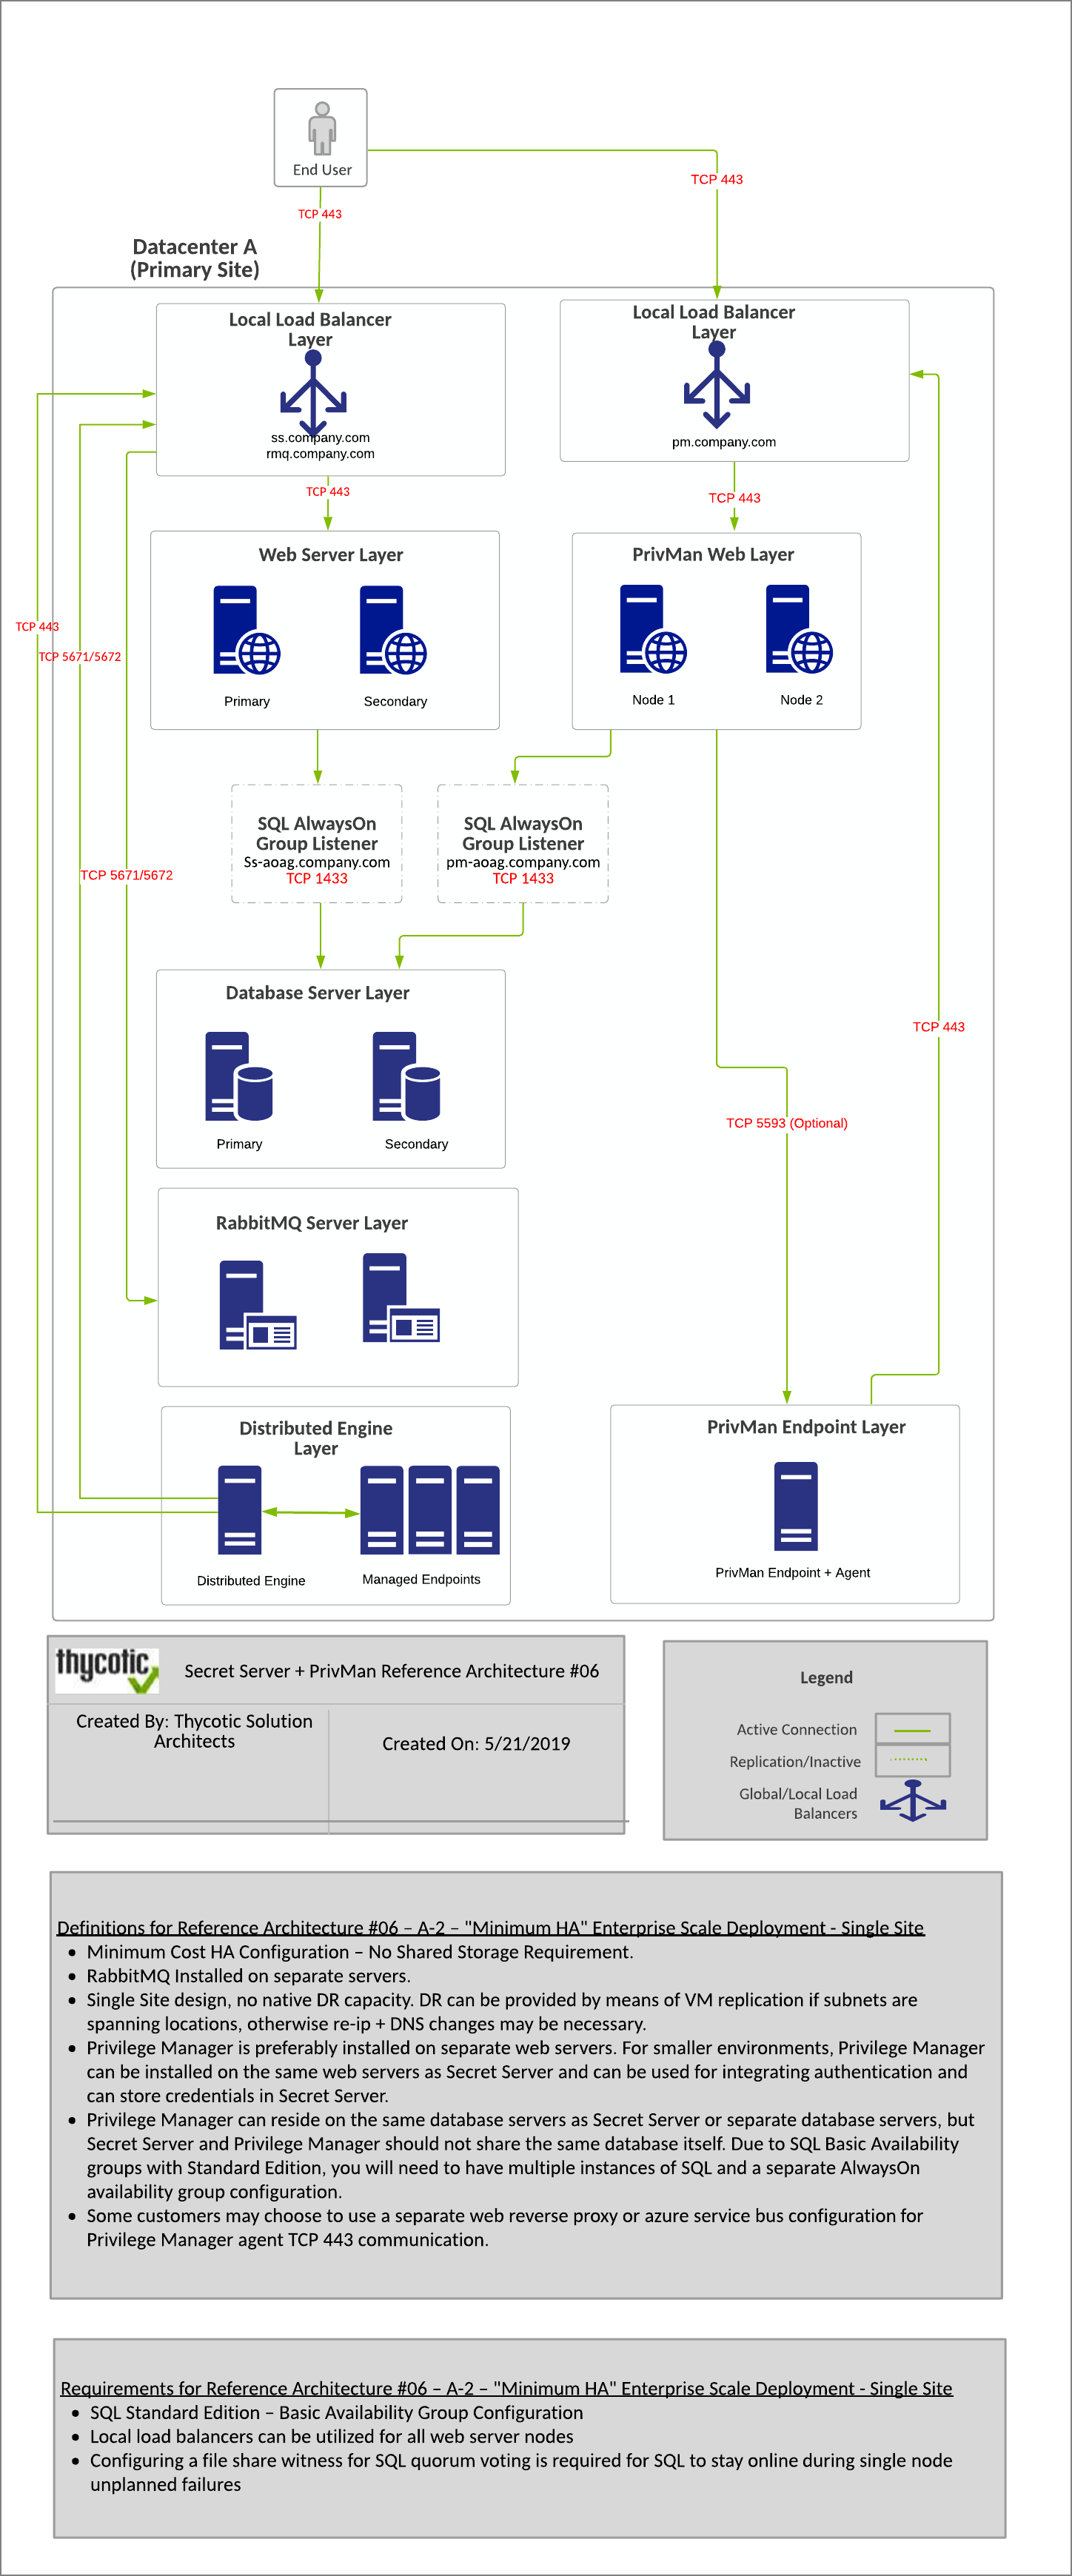 End User
TCP 443
TCP 443
Datacenter A
(Primary Site)
Local Load Balancer
Layer
ss.company.com
rmq.company.com
Local Load Balancer
Layer
pm.company.com
TCP 443
TCP 443
Web Server Layer
Primary
Secondary
PrivMan Web Layer
Node 1
Node 2
TCP 443
TCP 5671/5672
SQL AlwaysOn
Group Listener
Ss-aoag.company.com
TCP 1433
SQL AlwaysOn
Group Listener
pm-aoag.company.com
TCP 1433
TCP 5671/5672
Database Server Layer
Primary
Secondary
TCP 443
TCP 5593 (Optional)
RabbitMQ Server Layer
Distributed Engine
Layer
Distributed Engine
Managed Endpoints
PrivMan Endpoint Layer
PrivMan Endpoint + Agent
thycotic
Secret Server + PrivMan Reference Architecture #06
Created By: Thycotic Solution
Architects
Created On: 5/21/2019
Legend
Active Connection
Replication/Inactive
Global/Local Load
Balancers
Definitions for Reference Architecture #06 – A-2 – "Minimum HA" Enterprise Scale Deployment - Single Site
• Minimum Cost HA Configuration – No Shared Storage Requirement.
• RabbitMQ Installed on separate servers.
• Single Site design, no native DR capacity. DR can be provided by means of VM replication if subnets are
spanning locations, otherwise re-ip + DNS changes may be necessary.
• Privilege Manager is preferably installed on separate web servers. For smaller environments, Privilege Manager
can be installed on the same web servers as Secret Server and can be used for integrating authentication and
can store credentials in Secret Server.
• Privilege Manager can reside on the same database servers as Secret Server or separate database servers, but
Secret Server and Privilege Manager should not share the same database itself. Due to SQL Basic Availability
groups with Standard Edition, you will need to have multiple instances of SQL and a separate AlwaysOn
availability group configuration.
• Some customers may choose to use a separate web reverse proxy or azure service bus configuration for
Privilege Manager agent TCP 443 communication.
Requirements for Reference Architecture #06 – A-2 – "Minimum HA" Enterprise Scale Deployment - Single Site
• SQL Standard Edition – Basic Availability Group Configuration
• Local load balancers can be utilized for all web server nodes
• Configuring a file share witness for SQL quorum voting is required for SQL to stay online during single node
unplanned failures